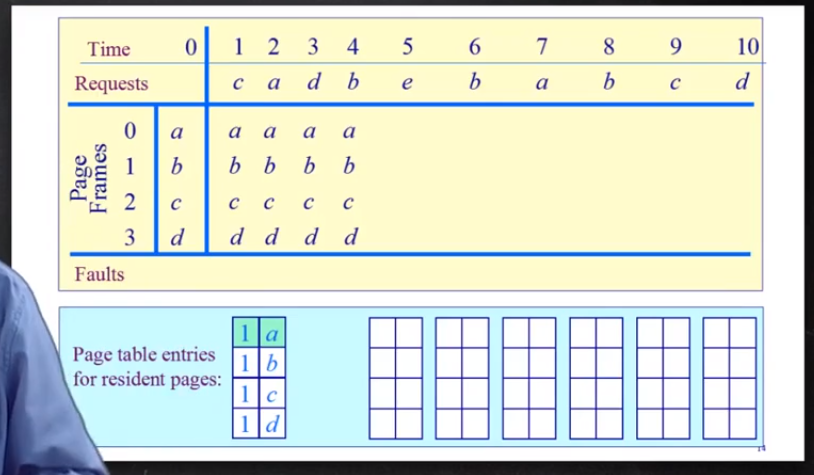 Time 0 1 2 3 4 5 6 7 8 9 10
Requests c a d b e b a b c d
Page Frames
0 a a a a a
1 b b b b b
2 c c c c c
3 d d d d d
Faults
Page table entries
for resident pages:
1 a
1 b
1 c
1 d
14